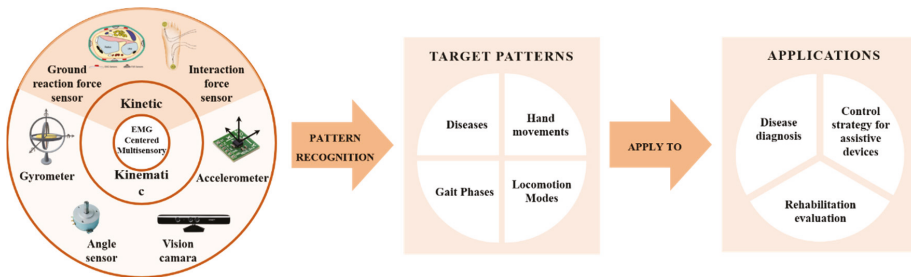 Ground
reaction force
sensor
Interaction
force
sensor
Kinetic
EMG
Centered
Multisensory
Kinemati
c
Gyrometer
Accelerometer
Angle
sensor
Vision
camara
PATTERN
RECOGNITION
TARGET PATTERNS
Diseases
Hand
movements
Gait Phases
Locomotion
Modes
APPLY TO
APPLICATIONS
Disease
diagnosis
Control
strategy for
assistive
devices
Rehabilitation
evaluation